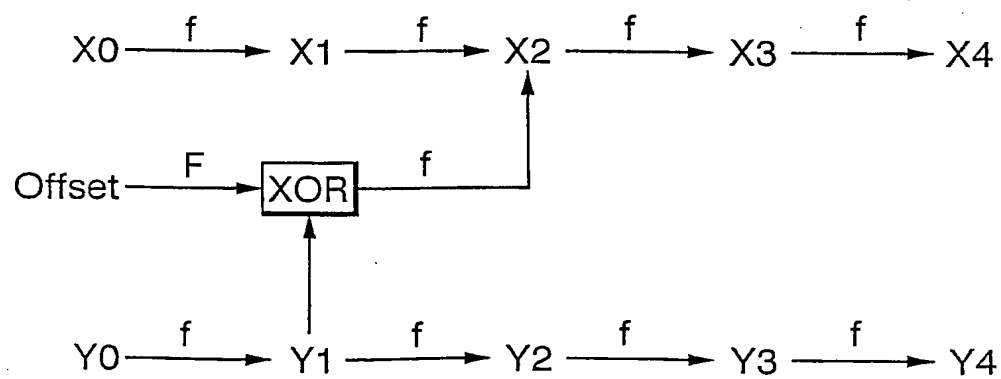 f f f f
X0 X1 X2 X3 X4
F f
Offset XOR
f f f f
Y0 Y1 Y2 Y3 Y4